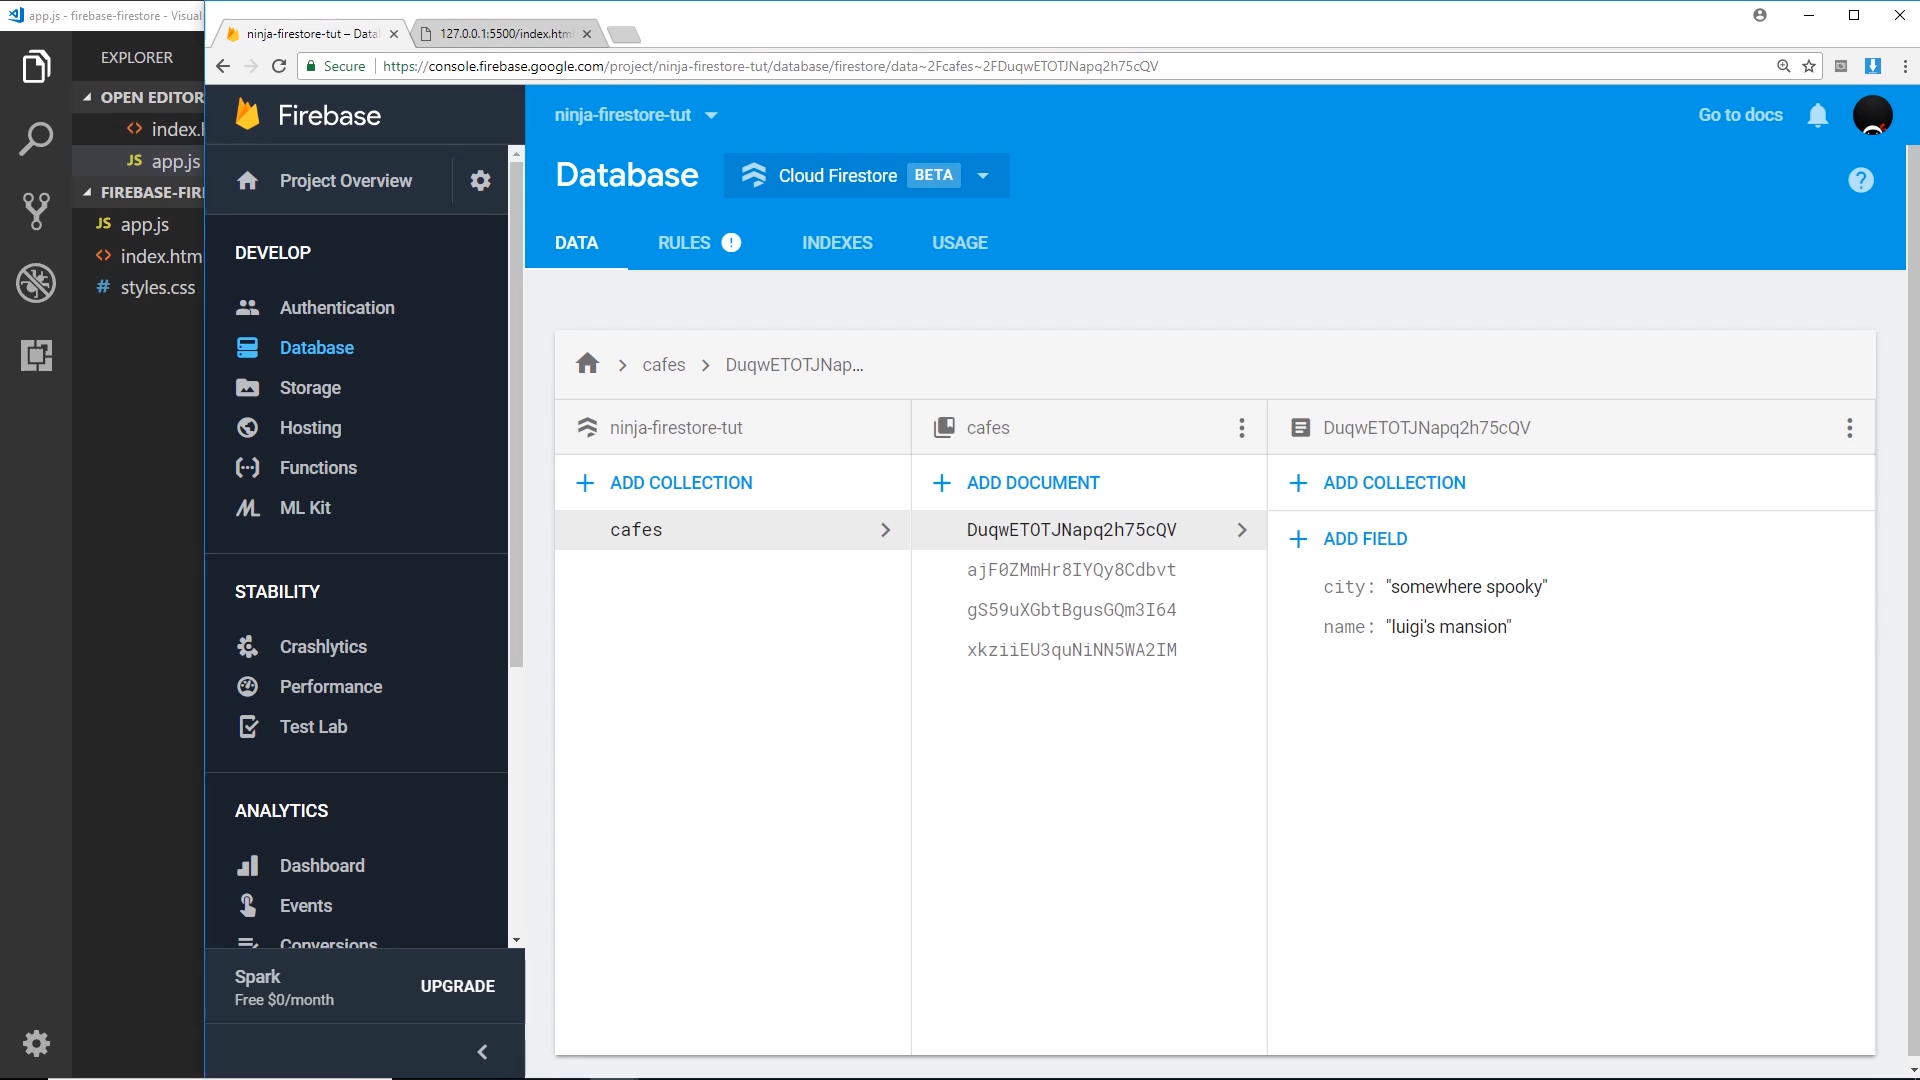 app.js - firebase-firestore - Visual
ninja-firestore-tut – Data
127.0.0.1:5500/index.html
Secure
https://console.firebase.google.com/project/ninja-firestore-tut/database/firestore/data~2Fcafes~2FDuqwETOTJNapq2h75cQV
EXPLORER
OPEN EDITOR
<> index.h
JS app.js
FIREBASE-FIRE
JS app.js
<> index.htm
# styles.css
Firebase
Project Overview
DEVELOP
Authentication
Database
Storage
Hosting
Functions
ML Kit
STABILITY
Crashlytics
Performance
Test Lab
ANALYTICS
Dashboard
Events
Conversions
Spark
Free $0/month
UPGRADE
ninja-firestore-tut
Go to docs
Database
Cloud Firestore BETA
DATA
RULES !
INDEXES
USAGE
?
cafes
DuqwETOTJNap...
ninja-firestore-tut
cafes
DuqwETOTJNapq2h75cQV
+ ADD COLLECTION
+ ADD DOCUMENT
+ ADD COLLECTION
cafes
DuqwETOTJNapq2h75cQV
ajF0ZMmHr8IYQy8Cdbvt
gS59uXGbtBgusGQm3I64
xkziiEU3quNiNN5WA2IM
+ ADD FIELD
city: "somewhere spooky"
name: "luigi's mansion"